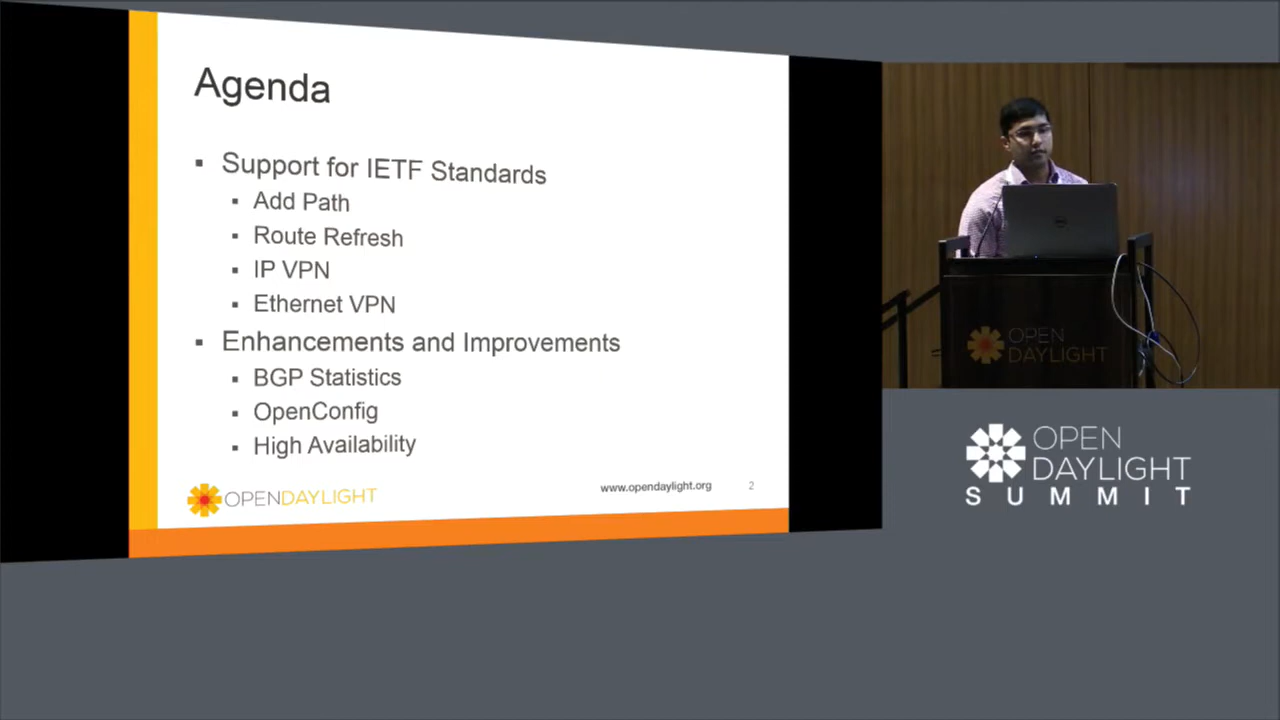 Agenda
▪ Support for IETF Standards
▪ Add Path
▪ Route Refresh
▪ IP VPN
▪ Ethernet VPN
▪ Enhancements and Improvements
▪ BGP Statistics
▪ OpenConfig
▪ High Availability
OPENDAYLIGHT
www.opendaylight.org
2
OPEN
DAYLIGHT
OPEN
DAYLIGHT
SUMMIT